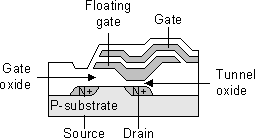 Floating
gate
Gate
Gate
oxide
Tunnel
oxide
N+
N+
P-substrate
Source
Drain